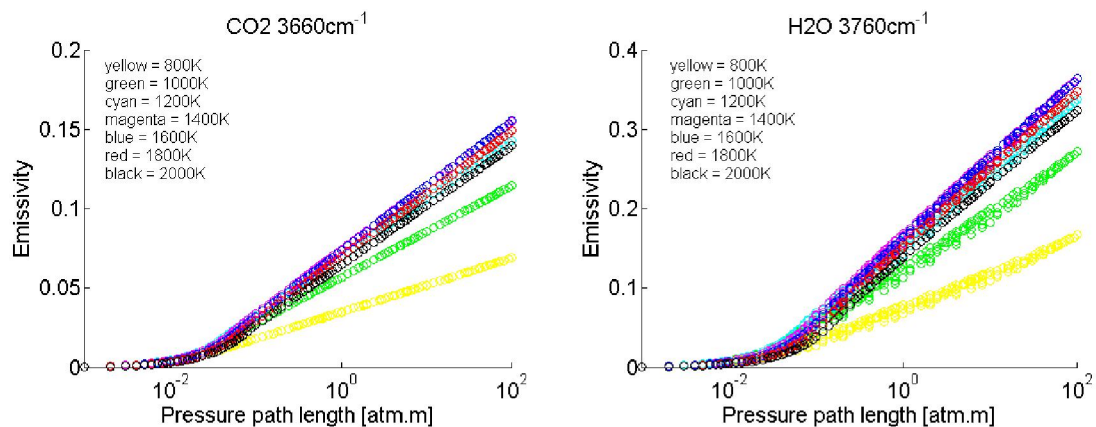 CO2 3660cm⁻¹
0.2
0.15
0.1
0.05
0
Emissivity
yellow = 800K
green = 1000K
cyan = 1200K
magenta = 1400K
blue = 1600K
red = 1800K
black = 2000K
10⁻² 10⁰ 10²
Pressure path length [atm.m]
H2O 3760cm⁻¹
0.4
0.3
0.2
0.1
0
Emissivity
yellow = 800K
green = 1000K
cyan = 1200K
magenta = 1400K
blue = 1600K
red = 1800K
black = 2000K
10⁻² 10⁰ 10²
Pressure path length [atm.m]